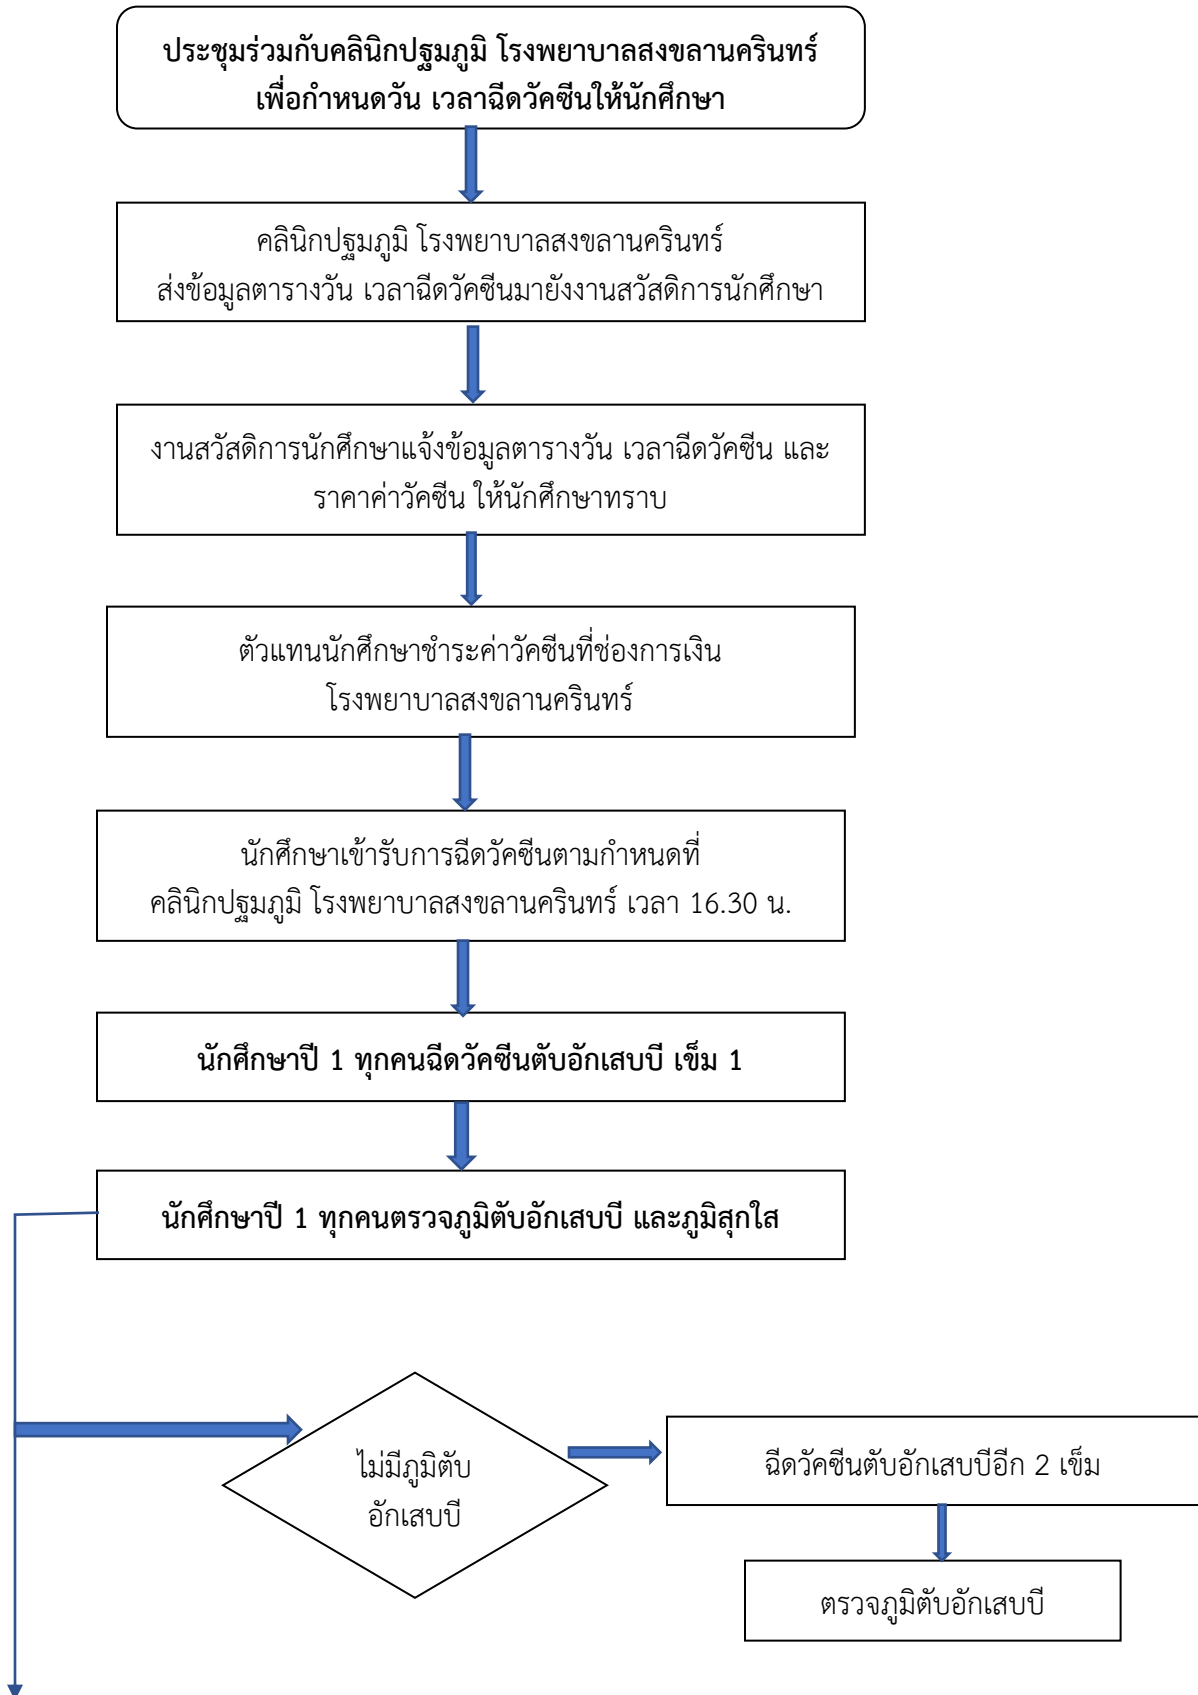 ประชุมร่วมกับคลินิกปฐมภูมิ โรงพยาบาลสงขลานครินทร์
เพื่อกำหนดวัน เวลาฉีดวัคซีนให้นักศึกษา
คลินิกปฐมภูมิ โรงพยาบาลสงขลานครินทร์
ส่งข้อมูลตารางวัน เวลาฉีดวัคซีนมายังงานสวัสดิการนักศึกษา
งานสวัสดิการนักศึกษาแจ้งข้อมูลตารางวัน เวลาฉีดวัคซีน และ
ราคาค่าวัคซีน ให้นักศึกษาทราบ
ตัวแทนนักศึกษาชำระค่าวัคซีนที่ช่องการเงิน
โรงพยาบาลสงขลานครินทร์
นักศึกษาเข้ารับการฉีดวัคซีนตามกำหนดที่
คลินิกปฐมภูมิ โรงพยาบาลสงขลานครินทร์ เวลา 16.30 น.
นักศึกษาปี 1 ทุกคนฉีดวัคซีนตับอักเสบบี เข็ม 1
นักศึกษาปี 1 ทุกคนตรวจภูมิตับอักเสบบี และภูมิสุกใส
ไม่มีภูมิตับ
อักเสบบี
ฉีดวัคซีนตับอักเสบบีอีก 2 เข็ม
ตรวจภูมิตับอักเสบบี